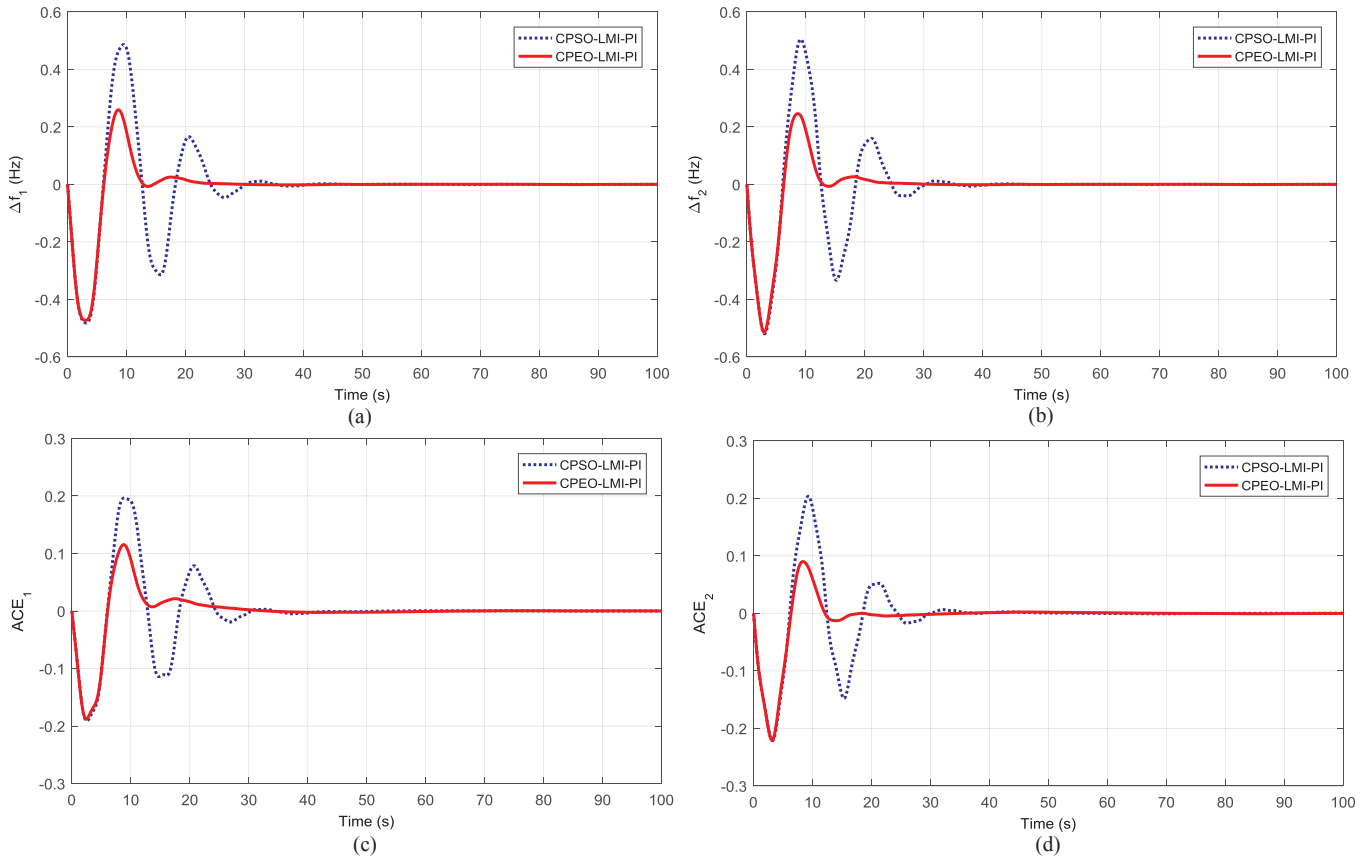 0.6
0.4
0.2
0
-0.2
-0.4
-0.6
Δf1 (Hz)
CPSO-LMI-PI
CPEO-LMI-PI
0 10 20 30 40 50 60 70 80 90 100
Time (s)
(a)
0.6
0.4
0.2
0
-0.2
-0.4
-0.6
Δf2 (Hz)
CPSO-LMI-PI
CPEO-LMI-PI
0 10 20 30 40 50 60 70 80 90 100
Time (s)
(b)
0.3
0.2
0.1
0
-0.1
-0.2
-0.3
ACE1
CPSO-LMI-PI
CPEO-LMI-PI
0 10 20 30 40 50 60 70 80 90 100
Time (s)
(c)
0.3
0.2
0.1
0
-0.1
-0.2
-0.3
ACE2
CPSO-LMI-PI
CPEO-LMI-PI
0 10 20 30 40 50 60 70 80 90 100
Time (s)
(d)